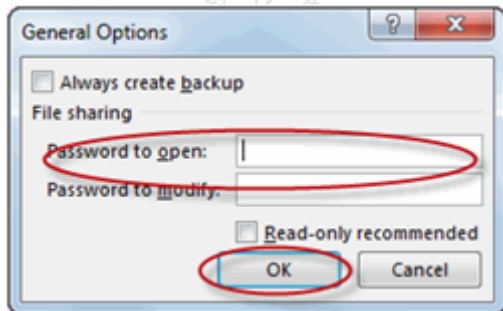 General Options
Always create backup
File sharing
Password to open:
Password to modify:
Read-only recommended
OK Cancel